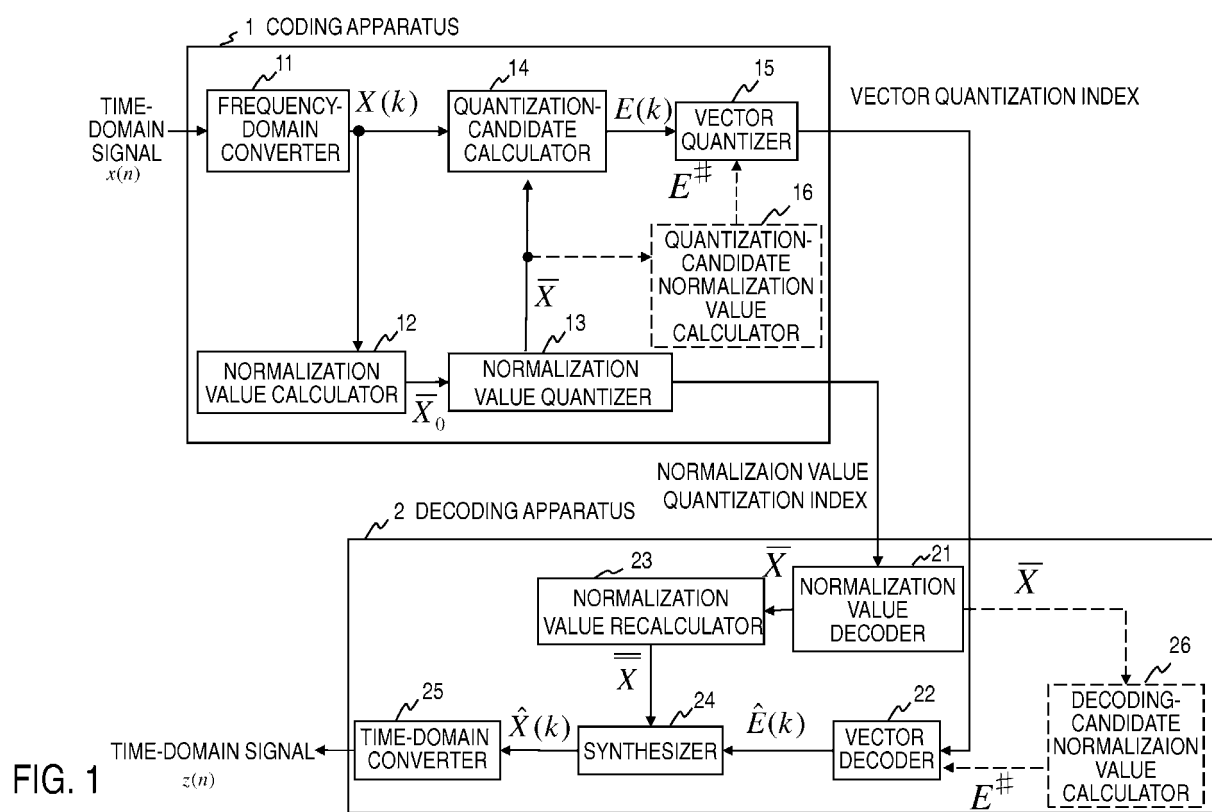 1 CODING APPARATUS
11
14
15
TIME-
DOMAIN
SIGNAL
x(n)
FREQUENCY-
DOMAIN
CONVERTER
X(k)
QUANTIZATION-
CANDIDATE
CALCULATOR
E(k)
VECTOR
QUANTIZER
VECTOR QUANTIZATION INDEX
E^#
16
QUANTIZATION-
CANDIDATE
NORMALIZATION
VALUE
CALCULATOR
X̅
12
13
NORMALIZATION
VALUE CALCULATOR
X̅₀
NORMALIZATION
VALUE QUANTIZER
NORMALIZAION VALUE
QUANTIZATION INDEX
2 DECODING APPARATUS
23
X̅
21
X̅
NORMALIZATION
VALUE RECALCULATOR
NORMALIZATION
VALUE
DECODER
X̿
26
25
24
22
TIME-DOMAIN SIGNAL
z(n)
TIME-DOMAIN
CONVERTER
X̂(k)
SYNTHESIZER
Ê(k)
VECTOR
DECODER
E^#
DECODING-
CANDIDATE
NORMALIZAION
VALUE
CALCULATOR
FIG. 1